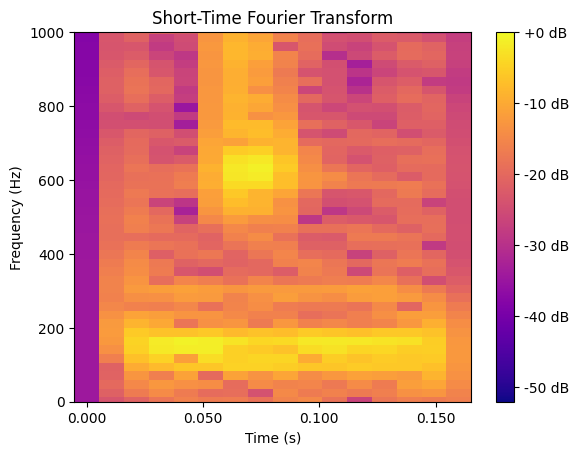 Short-Time Fourier Transform
1000
800
600
400
200
0
Frequency (Hz)
0.000
0.050
0.100
0.150
Time (s)
+0 dB
-10 dB
-20 dB
-30 dB
-40 dB
-50 dB